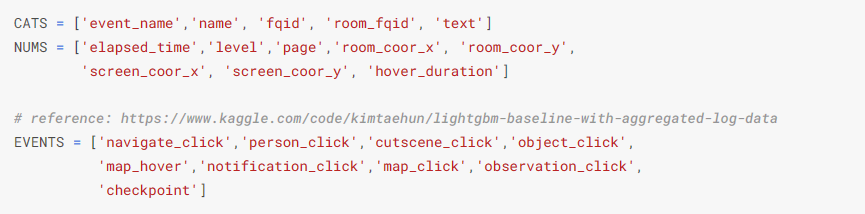 CATS = ['event_name','name', 'fqid', 'room_fqid', 'text']
NUMS = ['elapsed_time','level','page','room_coor_x', 'room_coor_y',
        'screen_coor_x', 'screen_coor_y', 'hover_duration']

# reference: https://www.kaggle.com/code/kimtaehun/lightgbm-baseline-with-aggregated-log-data
EVENTS = ['navigate_click','person_click','cutscene_click','object_click',
          'map_hover','notification_click','map_click','observation_click',
          'checkpoint']